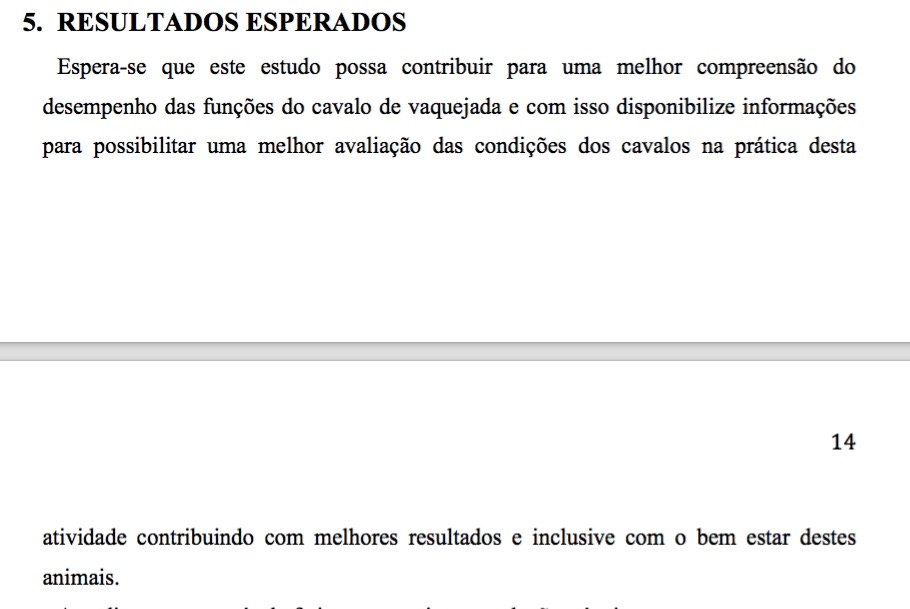 5. RESULTADOS ESPERADOS
Espera-se que este estudo possa contribuir para uma melhor compreensão do
desempenho das funções do cavalo de vaquejada e com isso disponibilize informações
para possibilitar uma melhor avaliação das condições dos cavalos na prática desta
14
atividade contribuindo com melhores resultados e inclusive com o bem estar destes
animais.